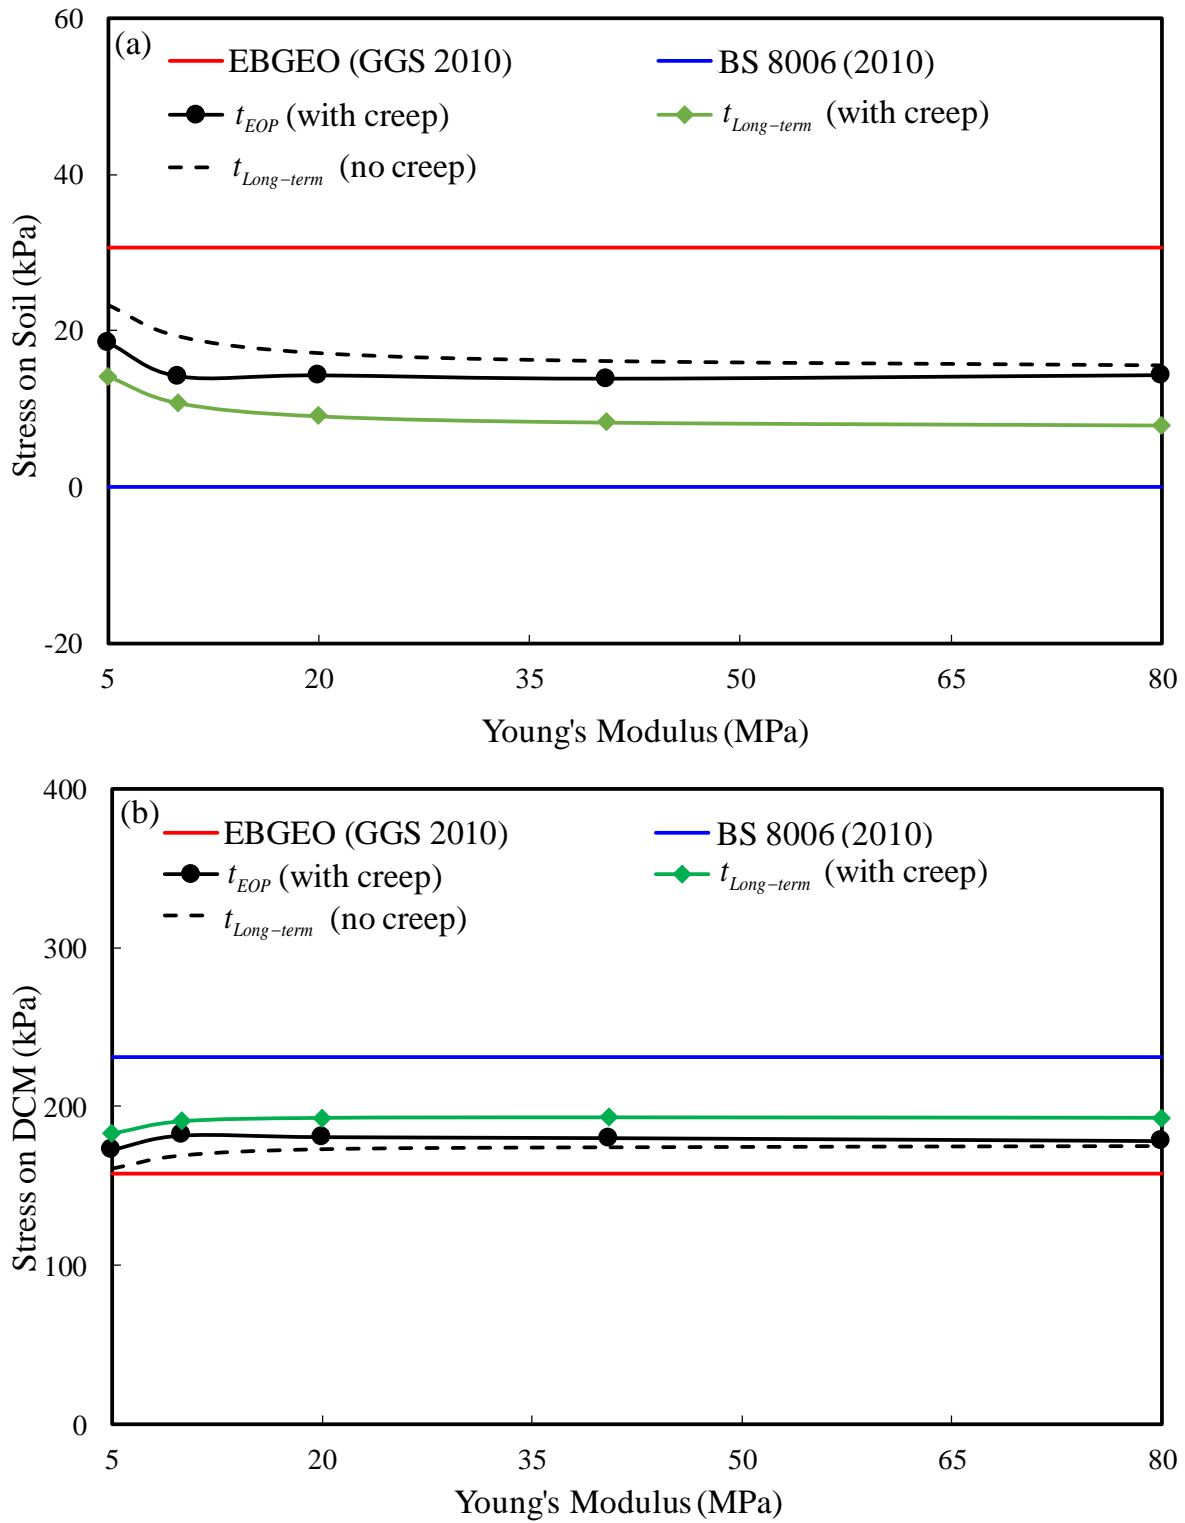 60
(a)
EBGEO (GGS 2010)
BS 8006 (2010)
t_EOP (with creep)
t_Long−term (with creep)
t_Long−term (no creep)
40
20
0
-20
Stress on Soil (kPa)
5 20 35 50 65 80
Young's Modulus (MPa)
400
(b)
EBGEO (GGS 2010)
BS 8006 (2010)
t_EOP (with creep)
t_Long−term (with creep)
t_Long−term (no creep)
300
200
100
0
Stress on DCM (kPa)
5 20 35 50 65 80
Young's Modulus (MPa)